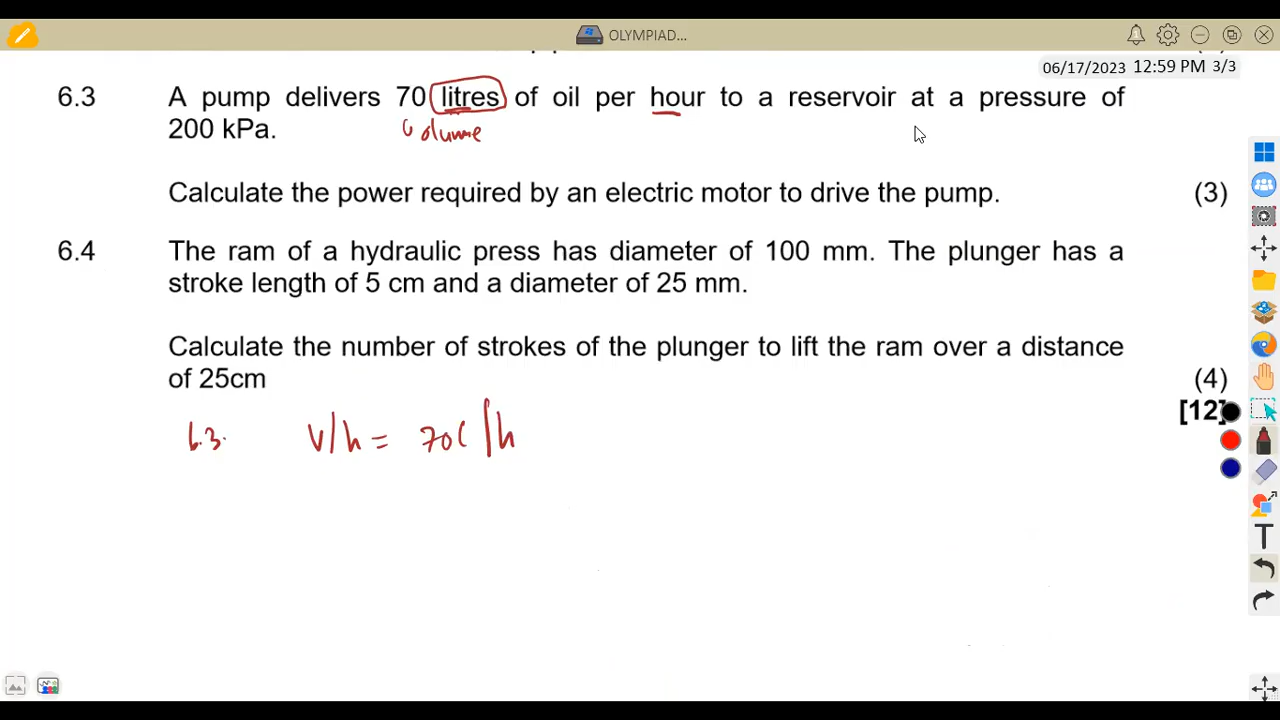 OLYMPIAD...
06/17/2023 12:59 PM 3/3
6.3 A pump delivers 70 litres of oil per hour to a reservoir at a pressure of
200 kPa.
volume
Calculate the power required by an electric motor to drive the pump. (3)
6.4 The ram of a hydraulic press has diameter of 100 mm. The plunger has a
stroke length of 5 cm and a diameter of 25 mm.
Calculate the number of strokes of the plunger to lift the ram over a distance
of 25cm (4)
[12]
6.3. V/h = 70l/h
T